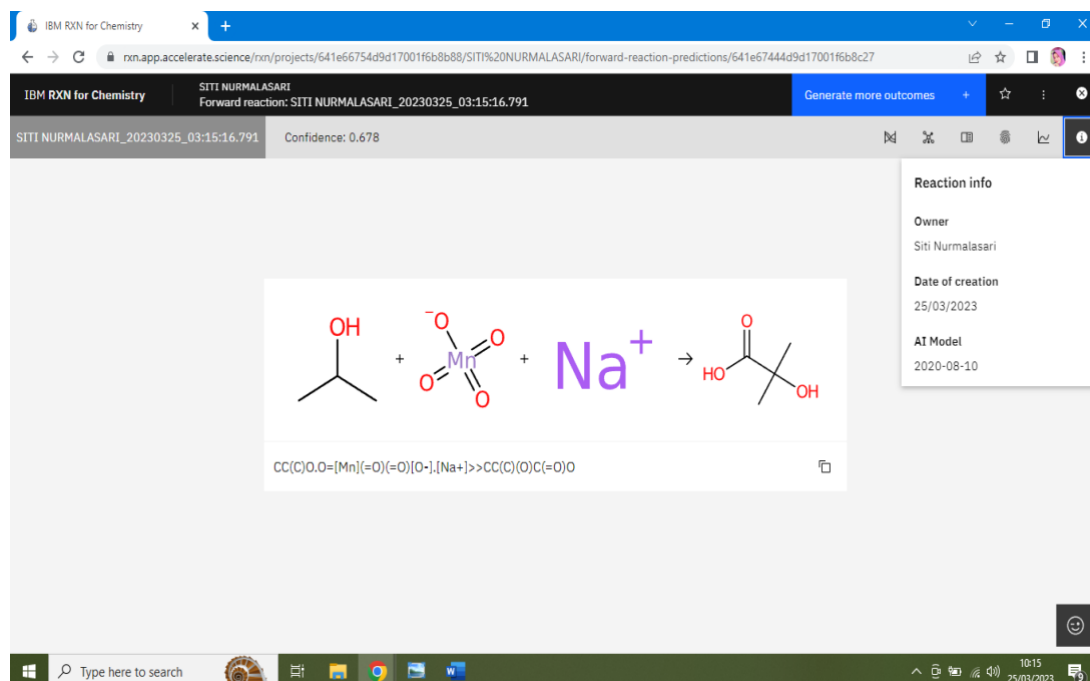 IBM RXN for Chemistry
rxn.app.accelerate.science/rxn/projects/641e66754d9d17001f6b8b88/SITI%20NURMALASARI/forward-reaction-predictions/641e67444d9d17001f6b8c27
IBM RXN for Chemistry
SITI NURMALASARI
Forward reaction: SITI NURMALASARI_20230325_03:15:16.791
Generate more outcomes +
SITI NURMALASARI_20230325_03:15:16.791
Confidence: 0.678
Reaction info
Owner
Siti Nurmalasari
Date of creation
25/03/2023
AI Model
2020-08-10
OH
+
⁻O
O
Mn
O
O
+
Na⁺
→
O
HO
OH
CC(C)O.O=[Mn](=O)(=O)[O-].[Na+]>>CC(C)(O)C(=O)O
Type here to search
10:15
25/03/2023